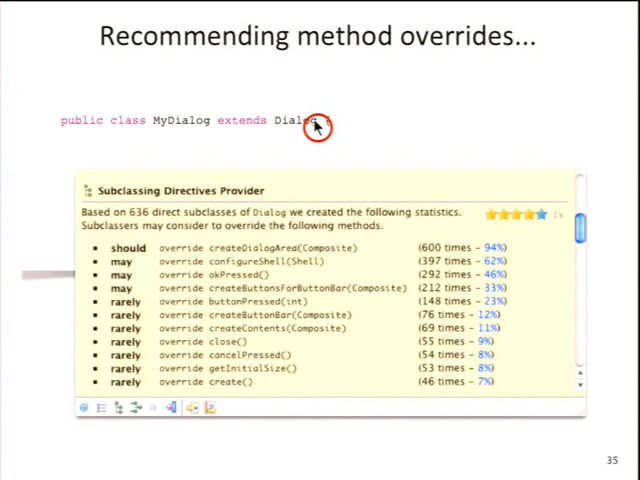 Recommending method overrides...
public class MyDialog extends Dialog {
Subclassing Directives Provider
Based on 636 direct subclasses of Dialog we created the following statistics. 1x
Subclassers may consider to override the following methods.
▪ should override createDialogArea(Composite) (600 times - 94%)
▪ may override configureShell(Shell) (397 times - 62%)
▪ may override okPressed() (292 times - 46%)
▪ may override createButtonsForButtonBar(Composite) (212 times - 33%)
▪ rarely override buttonPressed(int) (148 times - 23%)
▪ rarely override createButtonBar(Composite) (76 times - 12%)
▪ rarely override createContents(Composite) (69 times - 11%)
▪ rarely override close() (55 times - 9%)
▪ rarely override cancelPressed() (54 times - 8%)
▪ rarely override getInitialSize() (53 times - 8%)
▪ rarely override create() (46 times - 7%)
35